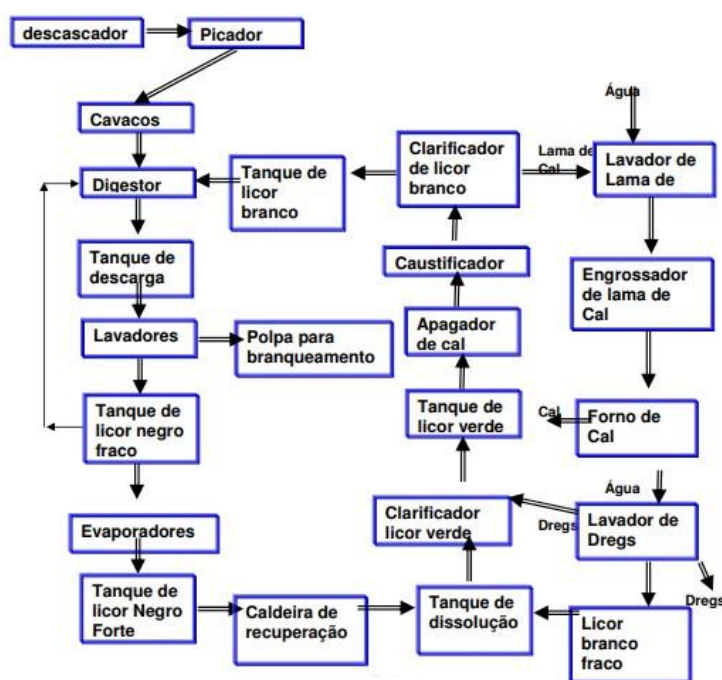 descascador
Picador
Cavacos
Digestor
Tanque de
licor
branco
Clarificador
de licor
branco
Lama de
Cal
Água
Lavador de
Lama de
Tanque de
descarga
Caustificador
Engrossador
de lama de
Cal
Lavadores
Polpa para
branqueamento
Apagador
de cal
Tanque de
licor negro
fraco
Tanque de
licor verde
Cal
Forno de
Cal
Evaporadores
Clarificador
licor verde
Dregs
Água
Lavador de
Dregs
Dregs
Tanque de
licor Negro
Forte
Caldeira de
recuperação
Tanque de
dissolução
Licor
branco
fraco